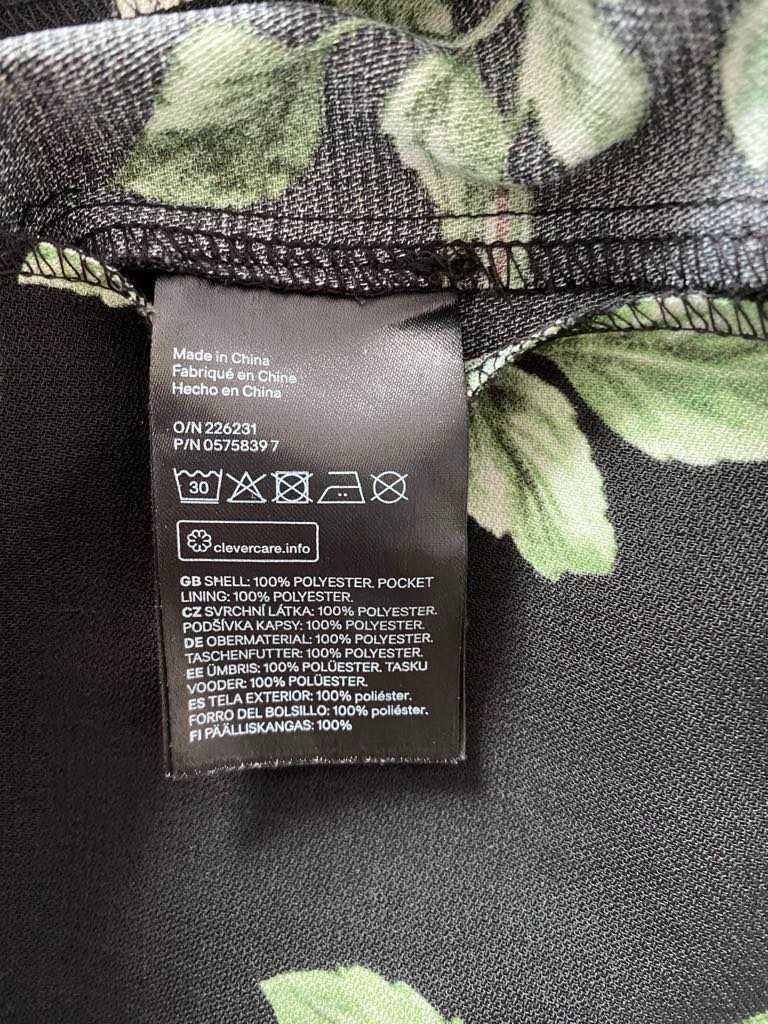 Made in China
Fabriqué en Chine
Hecho en China
O/N 226231
P/N 0575839 7
30
clevercare.info
GB SHELL: 100% POLYESTER. POCKET
LINING: 100% POLYESTER.
CZ SVRCHNÍ LÁTKA: 100% POLYESTER.
PODŠÍVKA KAPSY: 100% POLYESTER.
DE OBERMATERIAL: 100% POLYESTER.
TASCHENFUTTER: 100% POLYESTER.
EE ÜMBRIS: 100% POLÜESTER. TASKU
VOODER: 100% POLÜESTER.
ES TELA EXTERIOR: 100% poliéster.
FORRO DEL BOLSILLO: 100% poliéster.
FI PÄÄLLISKANGAS: 100%